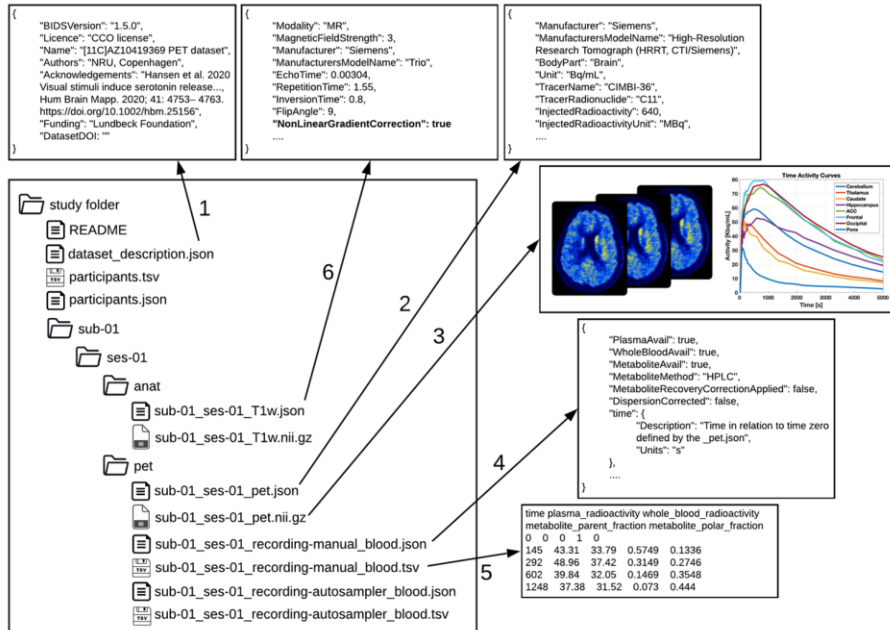 {
"BIDSVersion": "1.5.0",
"Licence": "CCO license",
"Name": "[11C]AZ10419369 PET dataset",
"Authors": "NRU, Copenhagen",
"Acknowledgements": "Hansen et al. 2020
Visual stimuli induce serotonin release...,
Hum Brain Mapp. 2020; 41: 4753– 4763.
https://doi.org/10.1002/hbm.25156",
"Funding": "Lundbeck Foundation",
"DatasetDOI: ""
}
{
"Modality": "MR",
"MagneticFieldStrength": 3,
"Manufacturer": "Siemens",
"ManufacturersModelName": "Trio",
"EchoTime": 0.00304,
"RepetitionTime": 1.55,
"InversionTime": 0.8,
"FlipAngle": 9,
"NonLinearGradientCorrection": true
....
}
{
"Manufacturer": "Siemens",
"ManufacturersModelName": "High-Resolution
Research Tomograph (HRRT, CTI/Siemens)",
"BodyPart": "Brain",
"Unit": "Bq/mL",
"TracerName": "CIMBI-36",
"TracerRadionuclide": "C11",
"InjectedRadioactivity": 640,
"InjectedRadioactivityUnit": "MBq",
....
}
study folder
README
dataset_description.json
TSV participants.tsv
participants.json
sub-01
ses-01
anat
sub-01_ses-01_T1w.json
sub-01_ses-01_T1w.nii.gz
pet
sub-01_ses-01_pet.json
sub-01_ses-01_pet.nii.gz
sub-01_ses-01_recording-manual_blood.json
TSV sub-01_ses-01_recording-manual_blood.tsv
sub-01_ses-01_recording-autosampler_blood.json
TSV sub-01_ses-01_recording-autosampler_blood.tsv
1
6
2
3
4
5
Time Activity Curves
Activity [Kbq/mL]
80
70
60
50
40
30
20
10
0
0 1000 2000 3000 4000 5000
Time [s]
Cerebellum
Thalamus
Caudate
Hippocampus
ACC
Frontal
Occipital
Pons
{
"PlasmaAvail": true,
"WholeBloodAvail": true,
"MetaboliteAvail": true,
"MetaboliteMethod": "HPLC",
"MetaboliteRecoveryCorrectionApplied": false,
"DispersionCorrected": false,
"time": {
"Description": "Time in relation to time zero
defined by the _pet.json",
"Units": "s"
},
....
}
time plasma_radioactivity whole_blood_radioactivity
metabolite_parent_fraction metabolite_polar_fraction
0 0 0 1 0
145 43.31 33.79 0.5749 0.1336
292 48.96 37.42 0.3149 0.2746
602 39.84 32.05 0.1469 0.3548
1248 37.38 31.52 0.073 0.444